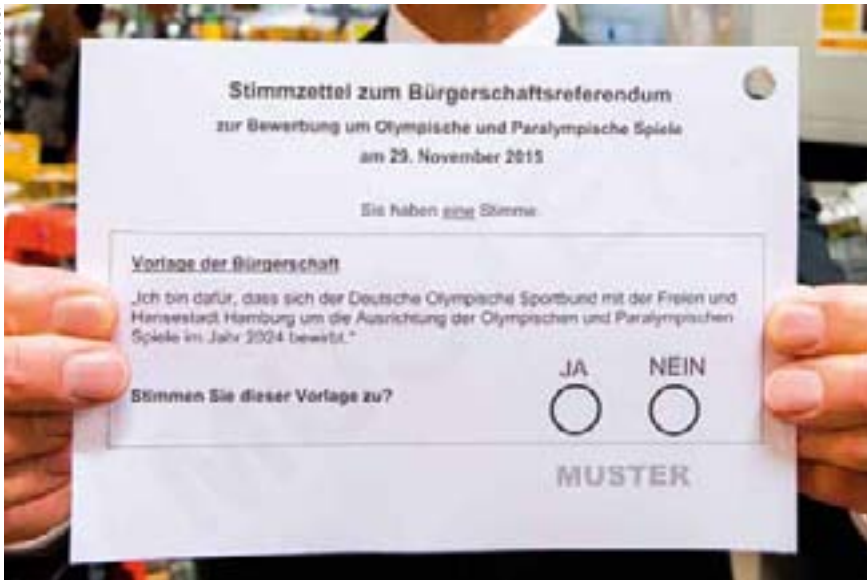 Stimmzettel zum Bürgerschaftsreferendum
zur Bewerbung um Olympische und Paralympische Spiele
am 29. November 2015
Sie haben eine Stimme.
Vorlage der Bürgerschaft
„Ich bin dafür, dass sich der Deutsche Olympische Sportbund mit der Freien und
Hansestadt Hamburg um die Ausrichtung der Olympischen und Paralympischen
Spiele im Jahr 2024 bewirbt."
JA NEIN
Stimmen Sie dieser Vorlage zu?
MUSTER